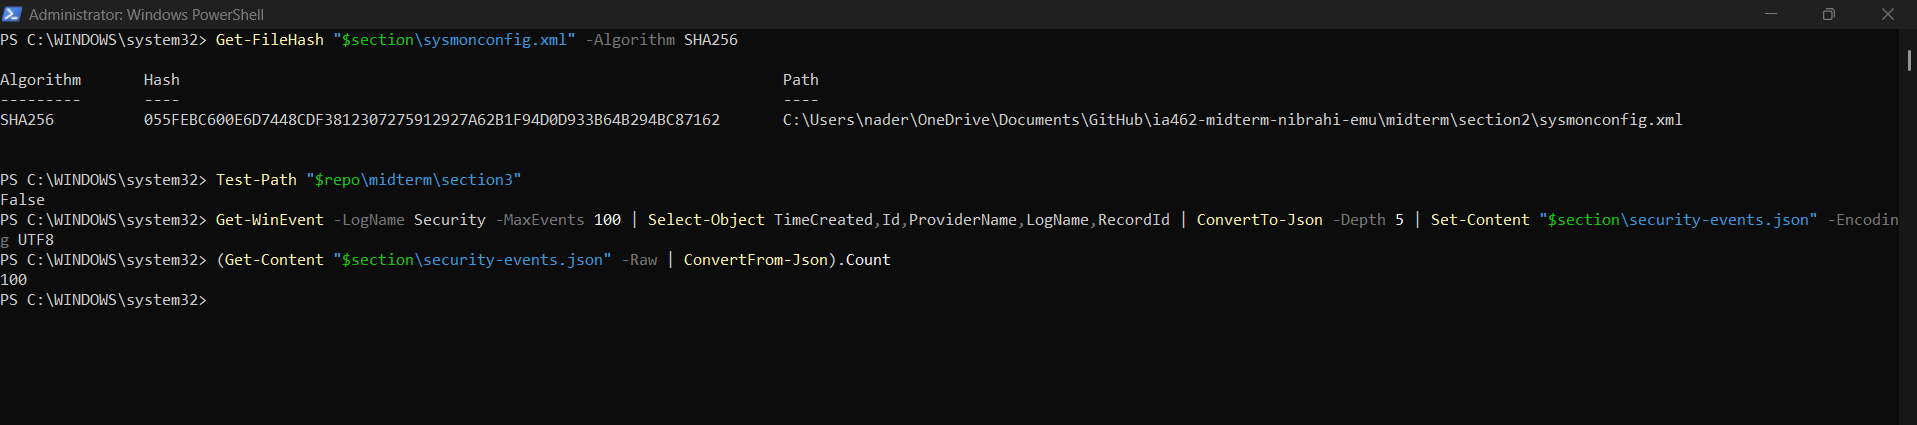 Administrator: Windows PowerShell
PS C:\WINDOWS\system32> Get-FileHash "$section\sysmonconfig.xml" -Algorithm SHA256
Algorithm Hash Path
--------- ---- ----
SHA256 055FEBC600E6D7448CDF3812307275912927A62B1F94D0D933B64B294BC87162 C:\Users\nader\OneDrive\Documents\GitHub\ia462-midterm-nibrahi-emu\midterm\section2\sysmonconfig.xml
PS C:\WINDOWS\system32> Test-Path "$repo\midterm\section3"
False
PS C:\WINDOWS\system32> Get-WinEvent -LogName Security -MaxEvents 100 | Select-Object TimeCreated,Id,ProviderName,LogName,RecordId | ConvertTo-Json -Depth 5 | Set-Content "$section\security-events.json" -Encodin
g UTF8
PS C:\WINDOWS\system32> (Get-Content "$section\security-events.json" -Raw | ConvertFrom-Json).Count
100
PS C:\WINDOWS\system32>